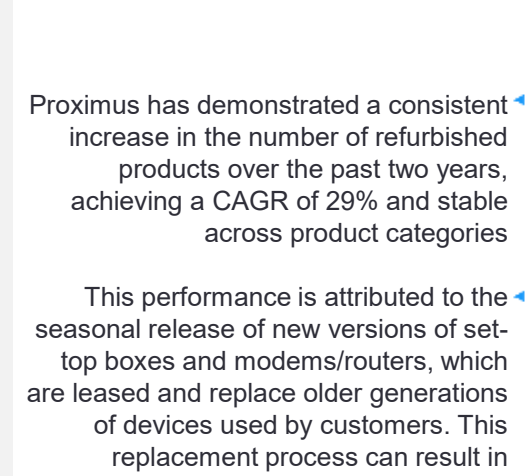 Proximus has demonstrated a consistent
increase in the number of refurbished
products over the past two years,
achieving a CAGR of 29% and stable
across product categories
This performance is attributed to the
seasonal release of new versions of set-
top boxes and modems/routers, which
are leased and replace older generations
of devices used by customers. This
replacement process can result in